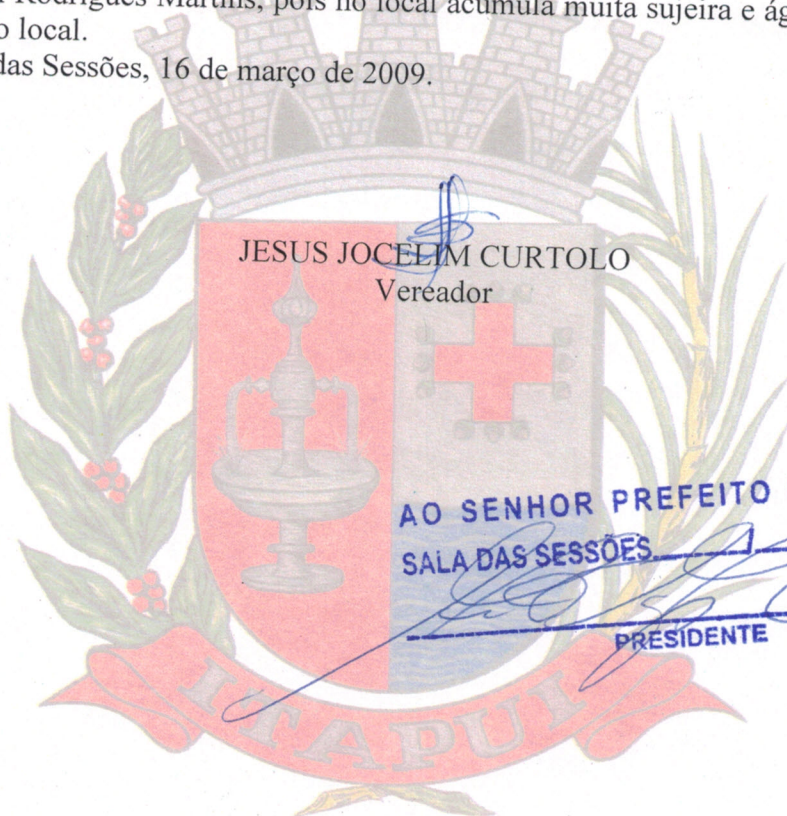 Rodrigues Martins, pois no local acumula muita sujeira e ág
o local.
das Sessões, 16 de março de 2009.
JESUS JOCELIM CURTOLO
Vereador
AO SENHOR PREFEITO
SALA DAS SESSÕES
PRESIDENTE
ITAPUI